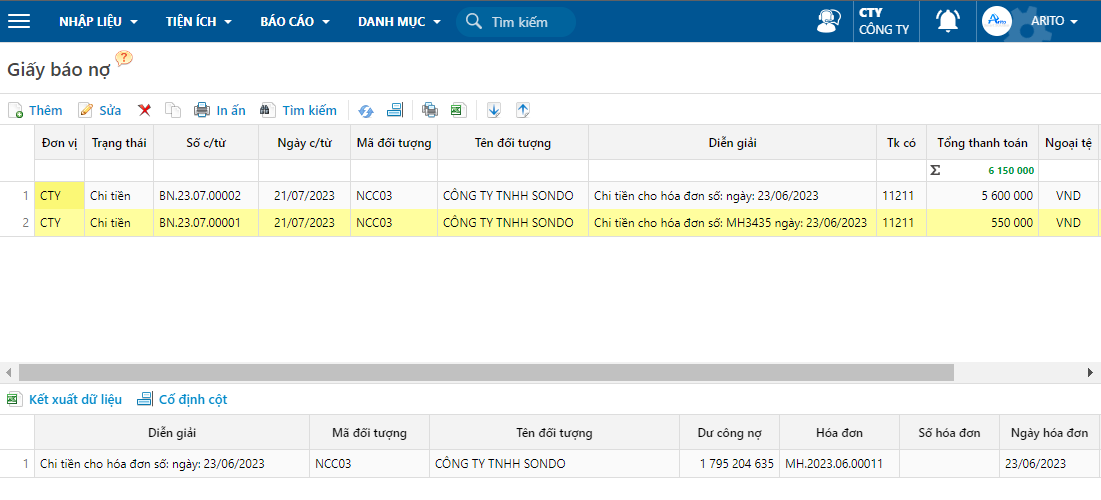 NHẬP LIỆU TIỆN ÍCH BÁO CÁO DANH MỤC Tìm kiếm CTY CÔNG TY Arito ARITO
Giấy báo nợ ?
Thêm Sửa In ấn Tìm kiếm
Đơn vị Trạng thái Số c/từ Ngày c/từ Mã đối tượng Tên đối tượng Diễn giải Tk có Tổng thanh toán Ngoại tệ
Σ 6 150 000
1 CTY Chi tiền BN.23.07.00002 21/07/2023 NCC03 CÔNG TY TNHH SONDO Chi tiền cho hóa đơn số: ngày: 23/06/2023 11211 5 600 000 VND
2 CTY Chi tiền BN.23.07.00001 21/07/2023 NCC03 CÔNG TY TNHH SONDO Chi tiền cho hóa đơn số: MH3435 ngày: 23/06/2023 11211 550 000 VND
Kết xuất dữ liệu Cố định cột
Diễn giải Mã đối tượng Tên đối tượng Dư công nợ Hóa đơn Số hóa đơn Ngày hóa đơn
1 Chi tiền cho hóa đơn số: ngày: 23/06/2023 NCC03 CÔNG TY TNHH SONDO 1 795 204 635 MH.2023.06.00011 23/06/2023